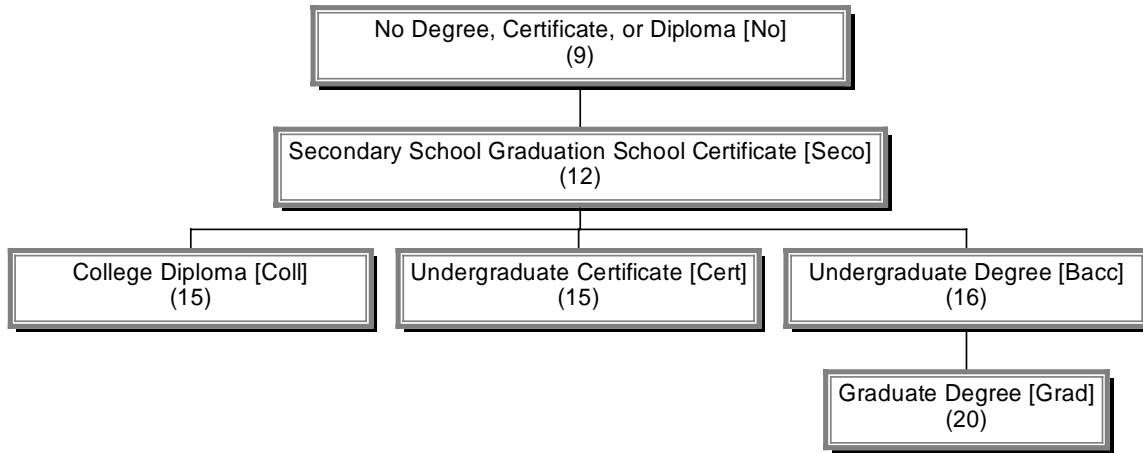 No Degree, Certificate, or Diploma [No]
(9)
Secondary School Graduation School Certificate [Seco]
(12)
College Diploma [Coll]
(15)
Undergraduate Certificate [Cert]
(15)
Undergraduate Degree [Bacc]
(16)
Graduate Degree [Grad]
(20)